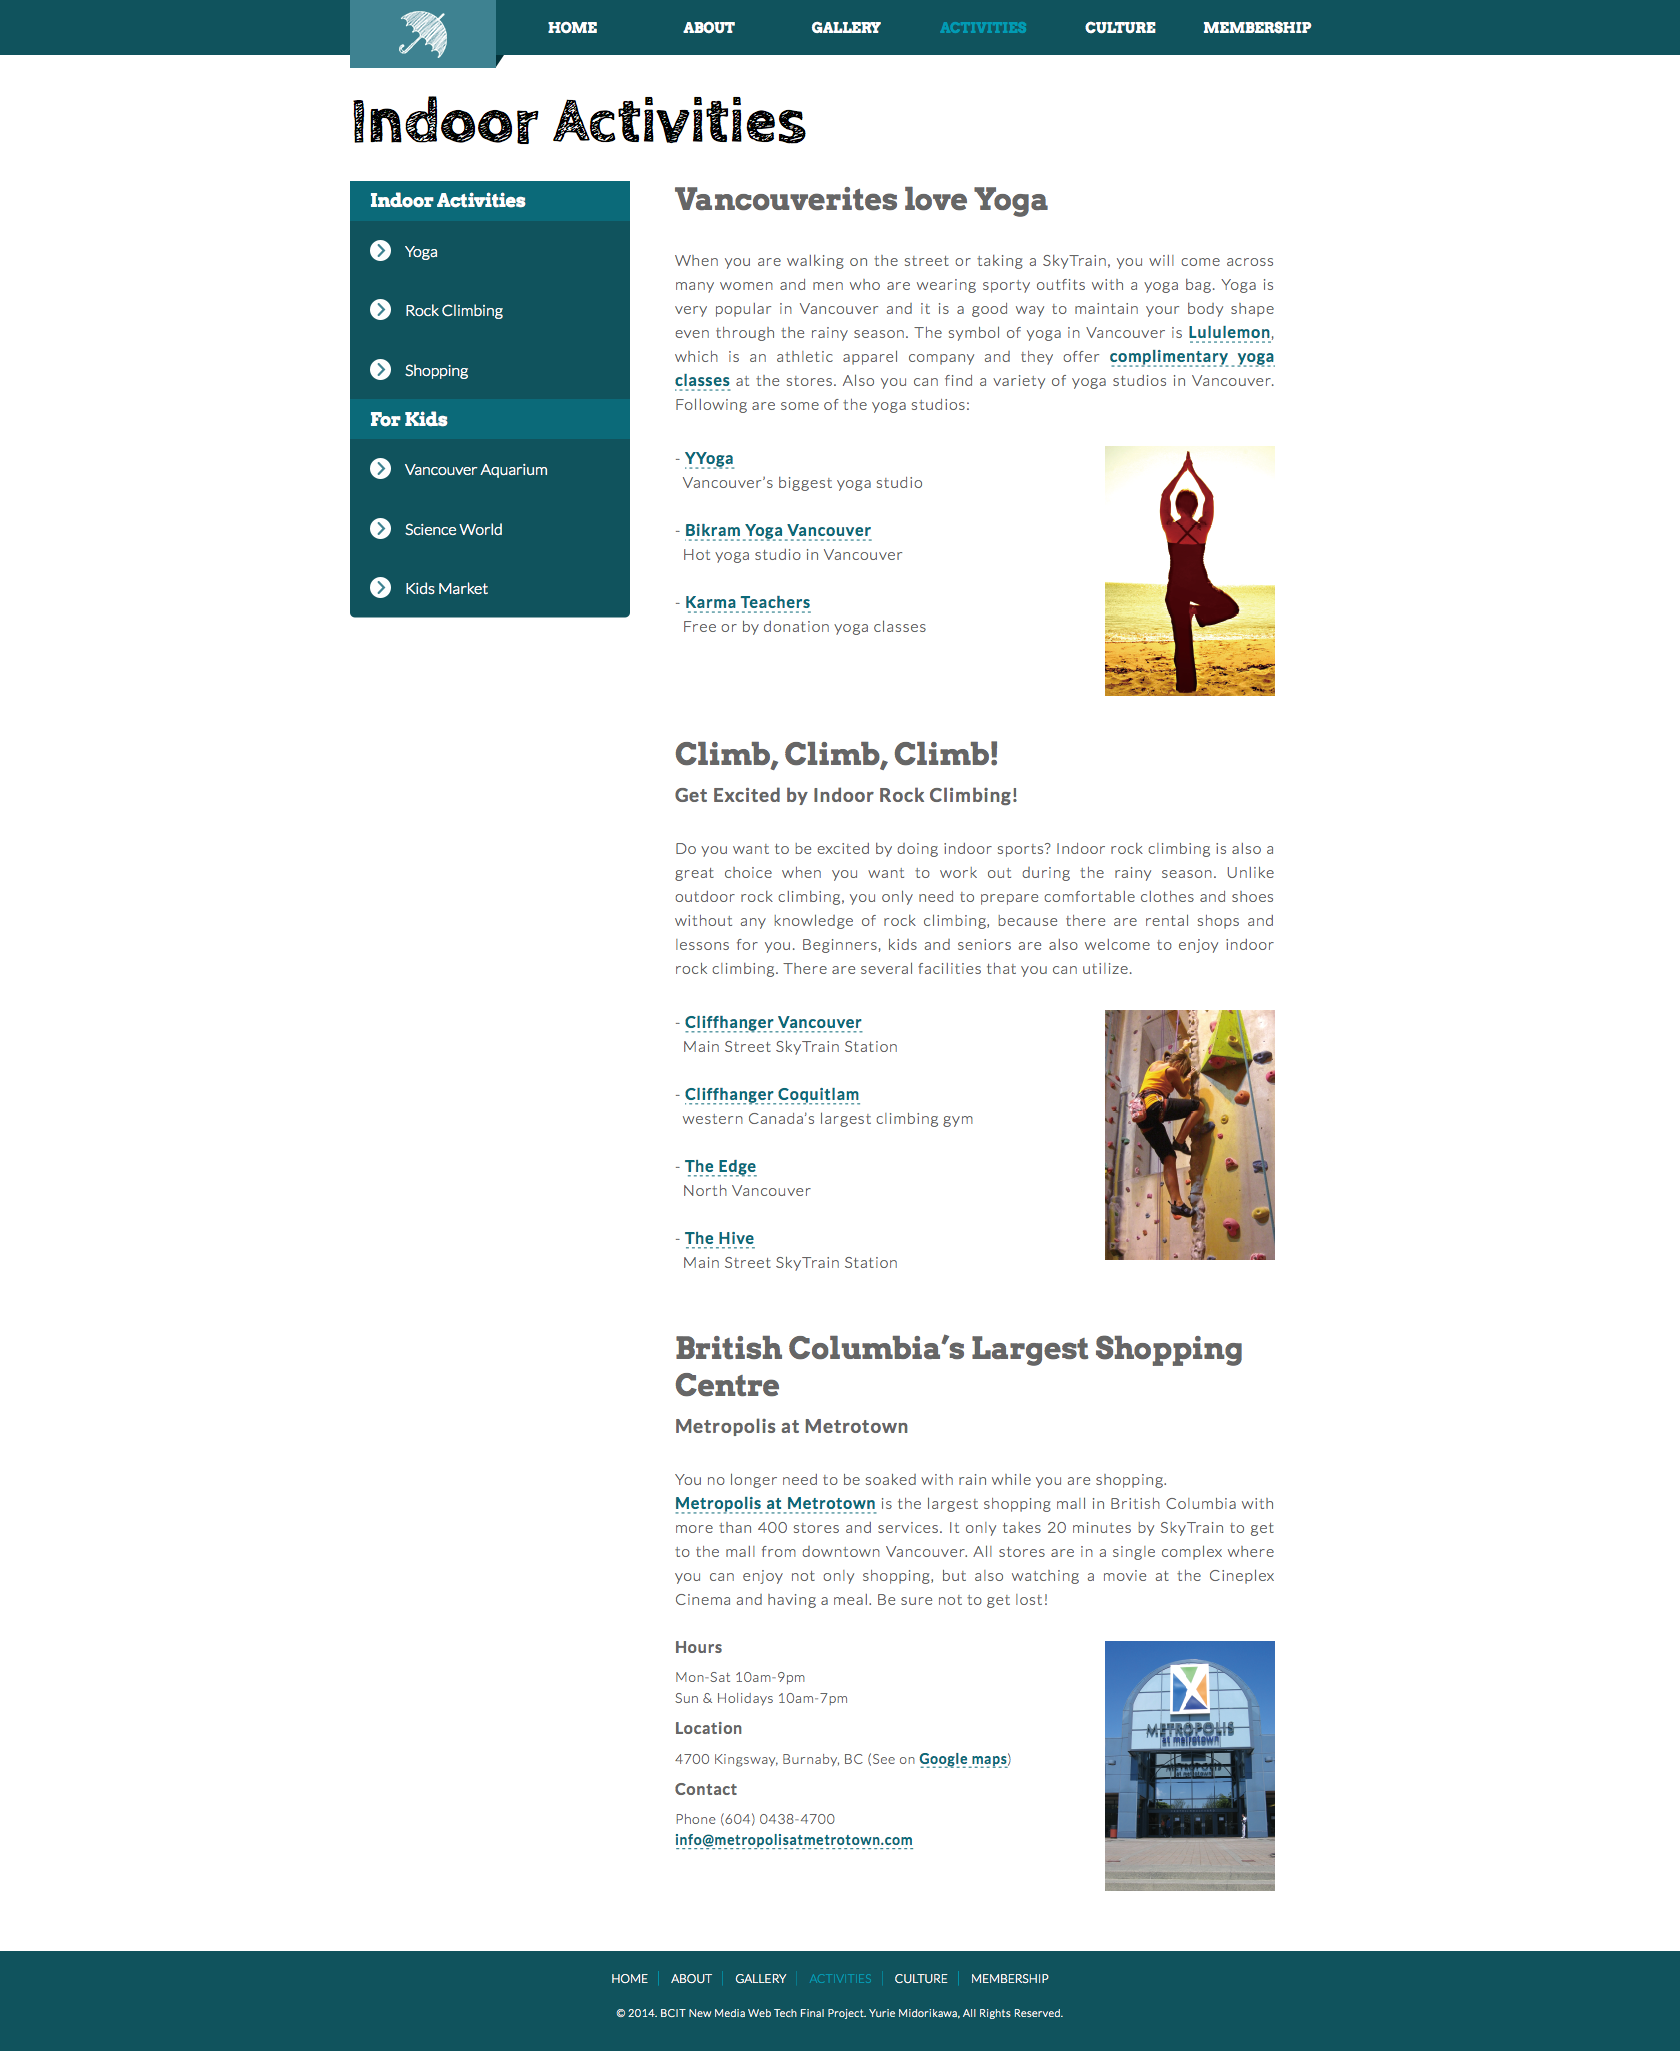 HOME ABOUT GALLERY ACTIVITIES CULTURE MEMBERSHIP
Indoor Activities
Indoor Activities
Yoga
Rock Climbing
Shopping
For Kids
Vancouver Aquarium
Science World
Kids Market
Vancouverites love Yoga
When you are walking on the street or taking a SkyTrain, you will come across
many women and men who are wearing sporty outfits with a yoga bag. Yoga is
very popular in Vancouver and it is a good way to maintain your body shape
even through the rainy season. The symbol of yoga in Vancouver is Lululemon,
which is an athletic apparel company and they offer complimentary yoga
classes at the stores. Also you can find a variety of yoga studios in Vancouver.
Following are some of the yoga studios:
- YYoga
Vancouver's biggest yoga studio
- Bikram Yoga Vancouver
Hot yoga studio in Vancouver
- Karma Teachers
Free or by donation yoga classes
Climb, Climb, Climb!
Get Excited by Indoor Rock Climbing!
Do you want to be excited by doing indoor sports? Indoor rock climbing is also a
great choice when you want to work out during the rainy season. Unlike
outdoor rock climbing, you only need to prepare comfortable clothes and shoes
without any knowledge of rock climbing, because there are rental shops and
lessons for you. Beginners, kids and seniors are also welcome to enjoy indoor
rock climbing. There are several facilities that you can utilize.
- Cliffhanger Vancouver
Main Street SkyTrain Station
- Cliffhanger Coquitlam
western Canada's largest climbing gym
- The Edge
North Vancouver
- The Hive
Main Street SkyTrain Station
British Columbia's Largest Shopping
Centre
Metropolis at Metrotown
You no longer need to be soaked with rain while you are shopping.
Metropolis at Metrotown is the largest shopping mall in British Columbia with
more than 400 stores and services. It only takes 20 minutes by SkyTrain to get
to the mall from downtown Vancouver. All stores are in a single complex where
you can enjoy not only shopping, but also watching a movie at the Cineplex
Cinema and having a meal. Be sure not to get lost!
Hours
Mon-Sat 10am-9pm
Sun & Holidays 10am-7pm
Location
4700 Kingsway, Burnaby, BC (See on Google maps)
Contact
Phone (604) 0438-4700
info@metropolisatmetrotown.com
METROPOLIS
at metrotown
METROPOLIS
at metrotown
HOME ABOUT GALLERY ACTIVITIES CULTURE MEMBERSHIP
© 2014. BCIT New Media Web Tech Final Project. Yurie Midorikawa, All Rights Reserved.